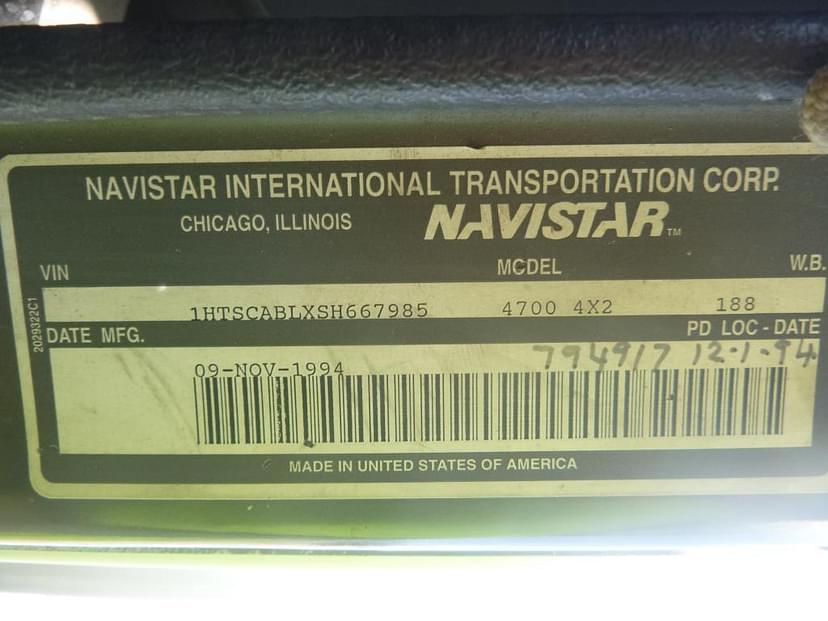 NAVISTAR INTERNATIONAL TRANSPORTATION CORP.
CHICAGO, ILLINOIS NAVISTAR™
VIN MODEL W.B.
1HTSCABLXSH667985 4700 4X2 188
DATE MFG. PD LOC - DATE
794917 12-1-94
09-NOV-1994
MADE IN UNITED STATES OF AMERICA
2029322C1